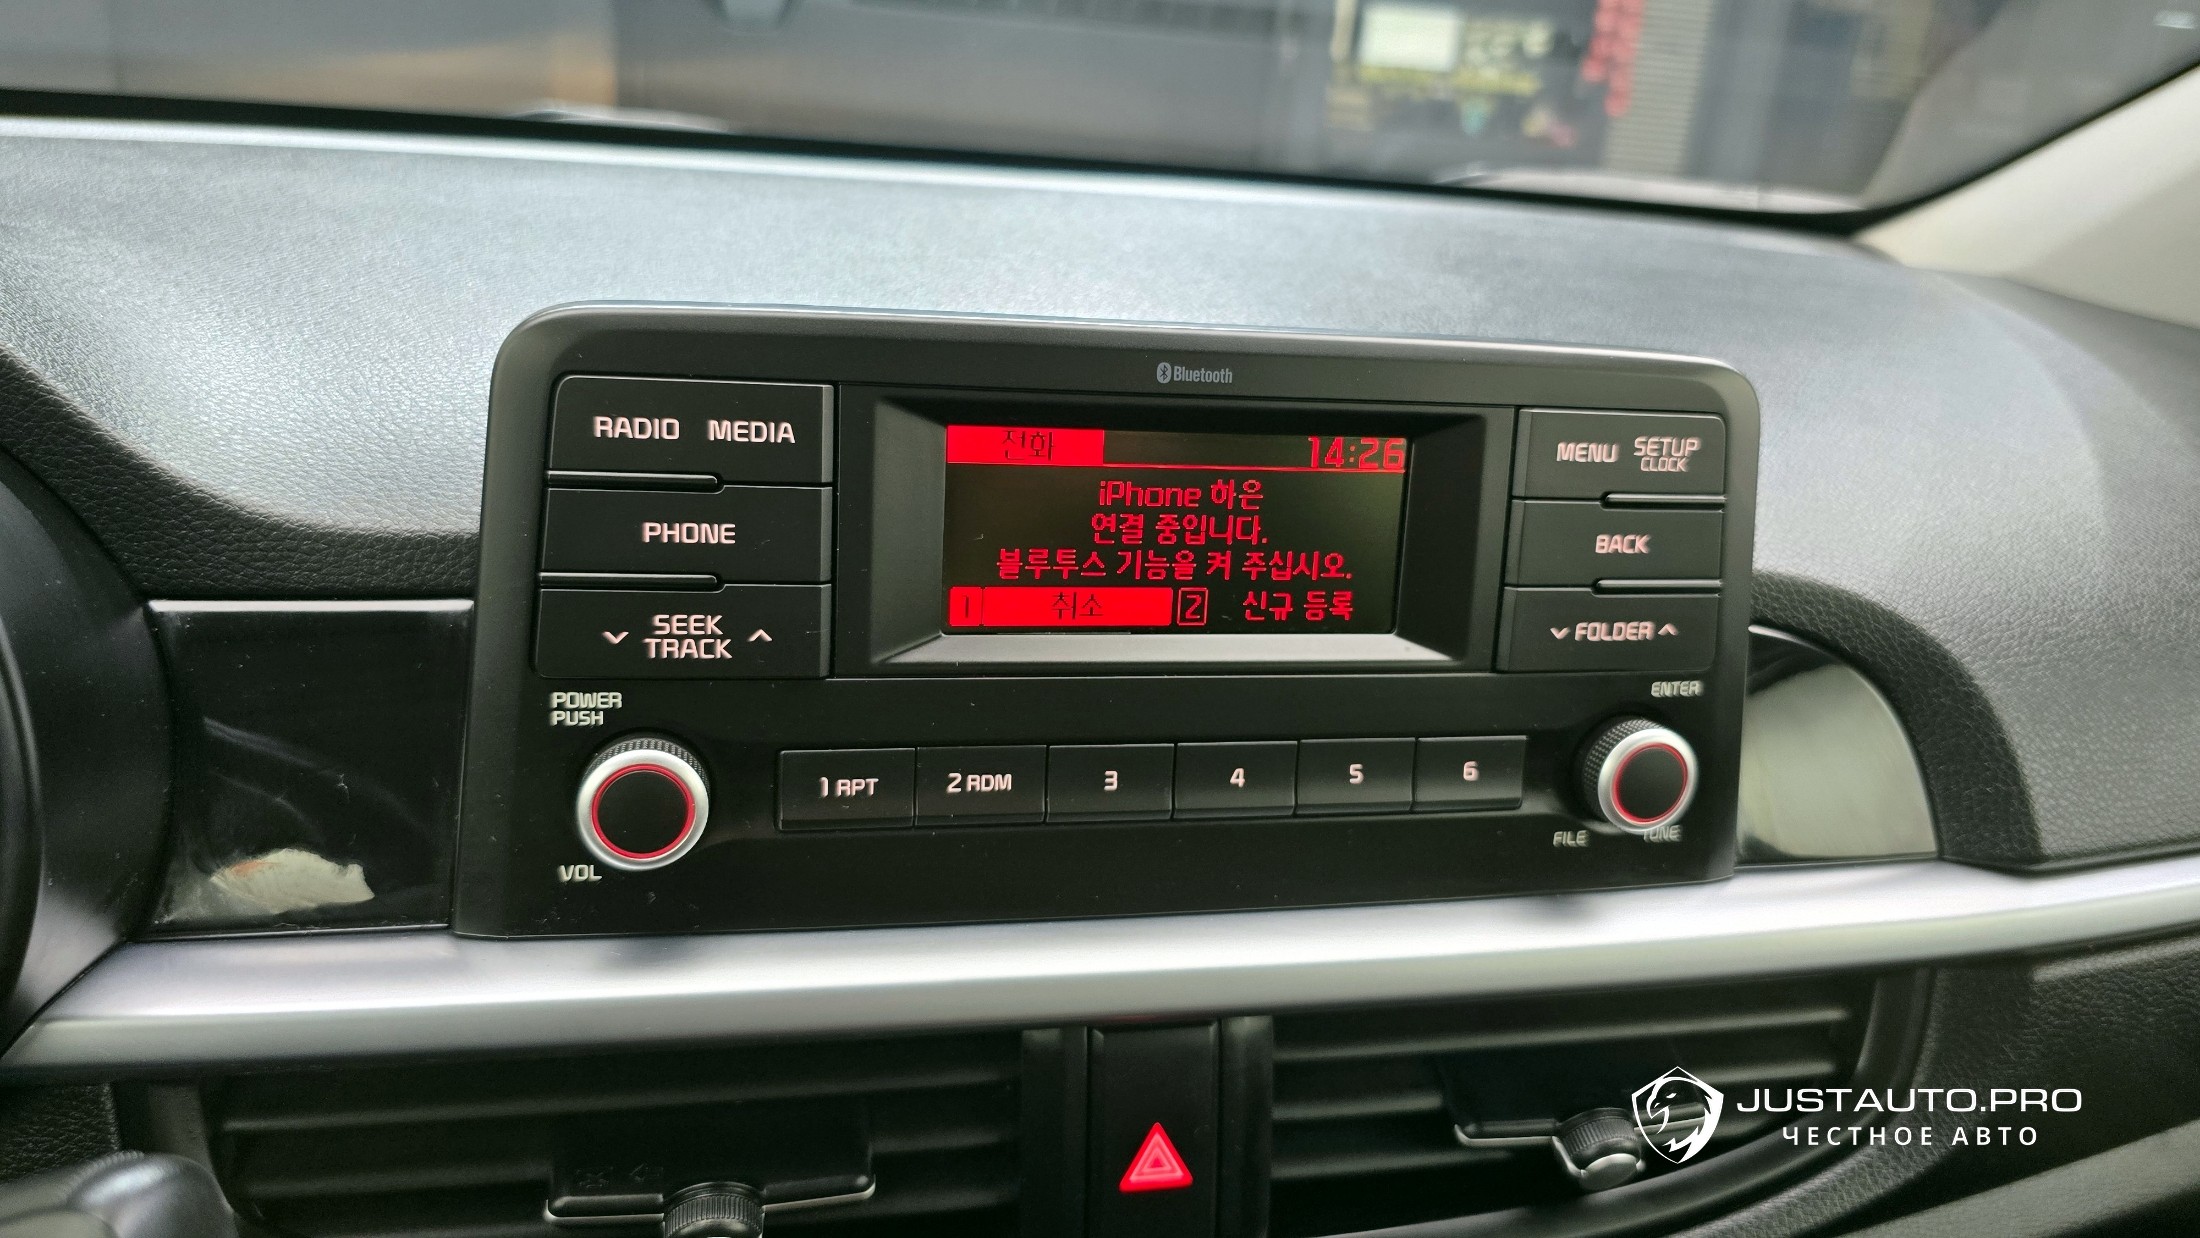 Bluetooth
RADIO MEDIA
PHONE
SEEK
TRACK
전화 14:26
iPhone 하은
연결 중입니다.
블루투스 기능을 켜 주십시오.
1 취소 2 신규 등록
MENU SETUP
CLOCK
BACK
FOLDER
POWER
PUSH
VOL
1 RPT 2 RDM 3 4 5 6
ENTER
FILE TUNE
JUSTAUTO.PRO
ЧЕСТНОЕ АВТО